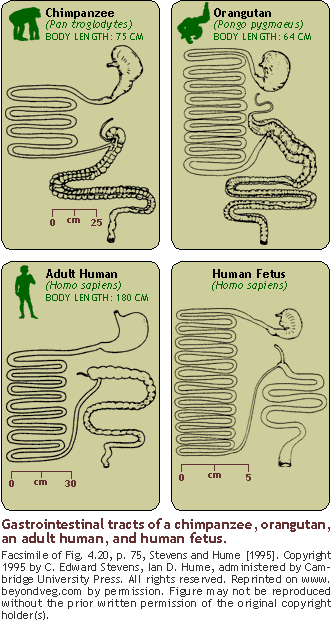 Chimpanzee
(Pan troglodytes)
BODY LENGTH: 75 CM
0 cm 25
Orangutan
(Pongo pygmaeus)
BODY LENGTH: 64 CM
Adult Human
(Homo sapiens)
BODY LENGTH: 180 CM
0 cm 30
Human Fetus
(Homo sapiens)
0 cm 5
Gastrointestinal tracts of a chimpanzee, orangutan,
an adult human, and human fetus.
Facsimile of Fig. 4.20, p. 75, Stevens and Hume [1995]. Copyright
1995 by C. Edward Stevens, Ian D. Hume, administered by Cam-
bridge University Press. All rights reserved. Reprinted on www.
beyondveg.com by permission. Figure may not be reproduced
without the prior written permission of the original copyright
holder(s).